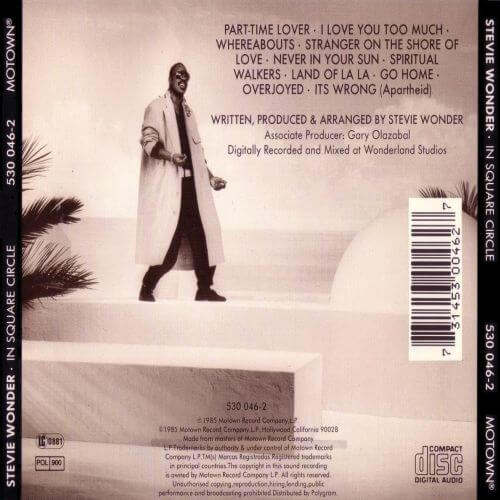 PART-TIME LOVER · I LOVE YOU TOO MUCH ·
WHEREABOUTS · STRANGER ON THE SHORE OF
LOVE · NEVER IN YOUR SUN · SPIRITUAL
WALKERS · LAND OF LA LA · GO HOME ·
OVERJOYED · ITS WRONG (Apartheid)
WRITTEN, PRODUCED & ARRANGED BY STEVIE WONDER
Associate Producer: Gary Olazabal
Digitally Recorded and Mixed at Wonderland Studios
STEVIE WONDER · IN SQUARE CIRCLE 530 046-2 MOTOWN®
STEVIE WONDER · IN SQUARE CIRCLE 530 046-2 MOTOWN®
7 31453 00462 7
530 046-2
℗1985 Motown Record Company L.P.
©1985 Motown Record Company L.P., Hollywood, California 90028
Made from masters of Motown Record Company
L.P. Trademarks by authority & under control of Motown Record
Company L.P. TM(s) Marcas Registradas Registered trademarks
in principal countries. The copyright in this sound recording
is owned by Motown Record Company L.P. All rights reserved.
Unauthorised copying, reproduction, hiring, lending, public
performance and broadcasting prohibited Distributed by Polygram.
LC 0881
POL 900
COMPACT
disc
DIGITAL AUDIO